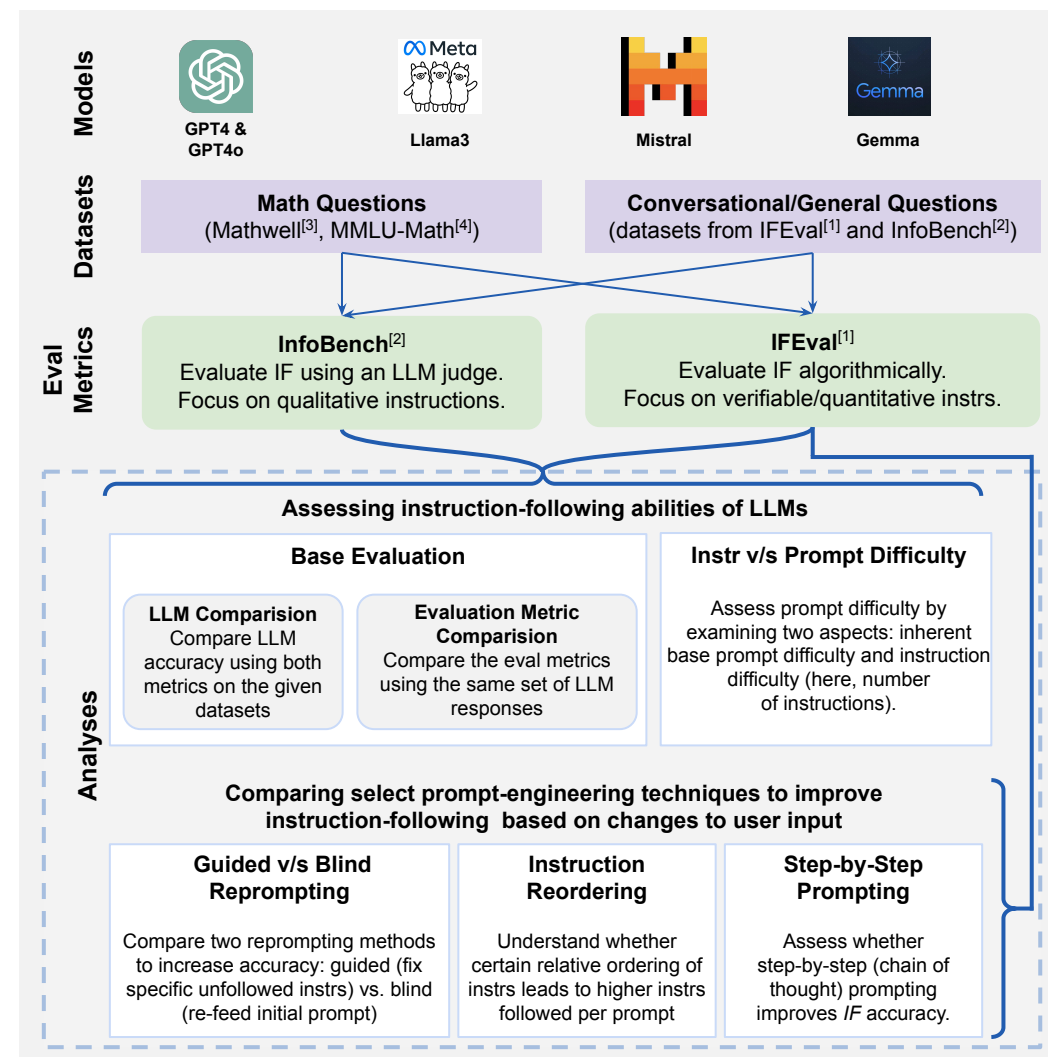 Models
Meta
Gemma
GPT4 &
GPT4o
Llama3
Mistral
Gemma
Datasets
Math Questions
(Mathwell[3], MMLU-Math[4])
Conversational/General Questions
(datasets from IFEval[1] and InfoBench[2])
Eval
Metrics
InfoBench[2]
Evaluate IF using an LLM judge.
Focus on qualitative instructions.
IFEval[1]
Evaluate IF algorithmically.
Focus on verifiable/quantitative instrs.
Analyses
Assessing instruction-following abilities of LLMs
Base Evaluation
LLM Comparision
Compare LLM
accuracy using both
metrics on the given
datasets
Evaluation Metric
Comparision
Compare the eval metrics
using the same set of LLM
responses
Instr v/s Prompt Difficulty
Assess prompt difficulty by
examining two aspects: inherent
base prompt difficulty and instruction
difficulty (here, number
of instructions).
Comparing select prompt-engineering techniques to improve
instruction-following based on changes to user input
Guided v/s Blind
Reprompting
Compare two reprompting methods
to increase accuracy: guided (fix
specific unfollowed instrs) vs. blind
(re-feed initial prompt)
Instruction
Reordering
Understand whether
certain relative ordering of
instrs leads to higher instrs
followed per prompt
Step-by-Step
Prompting
Assess whether
step-by-step (chain of
thought) prompting
improves IF accuracy.